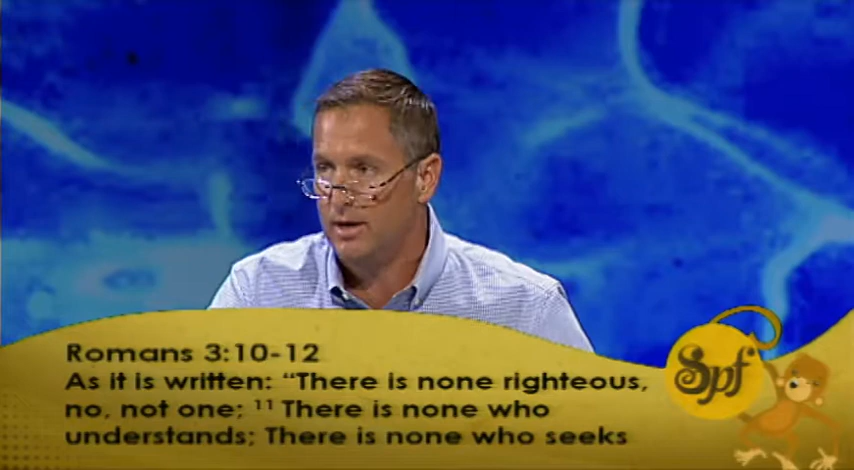 Romans 3:10-12
As it is written: “There is none righteous,
no, not one; ¹¹ There is none who
understands; There is none who seeks
Spf